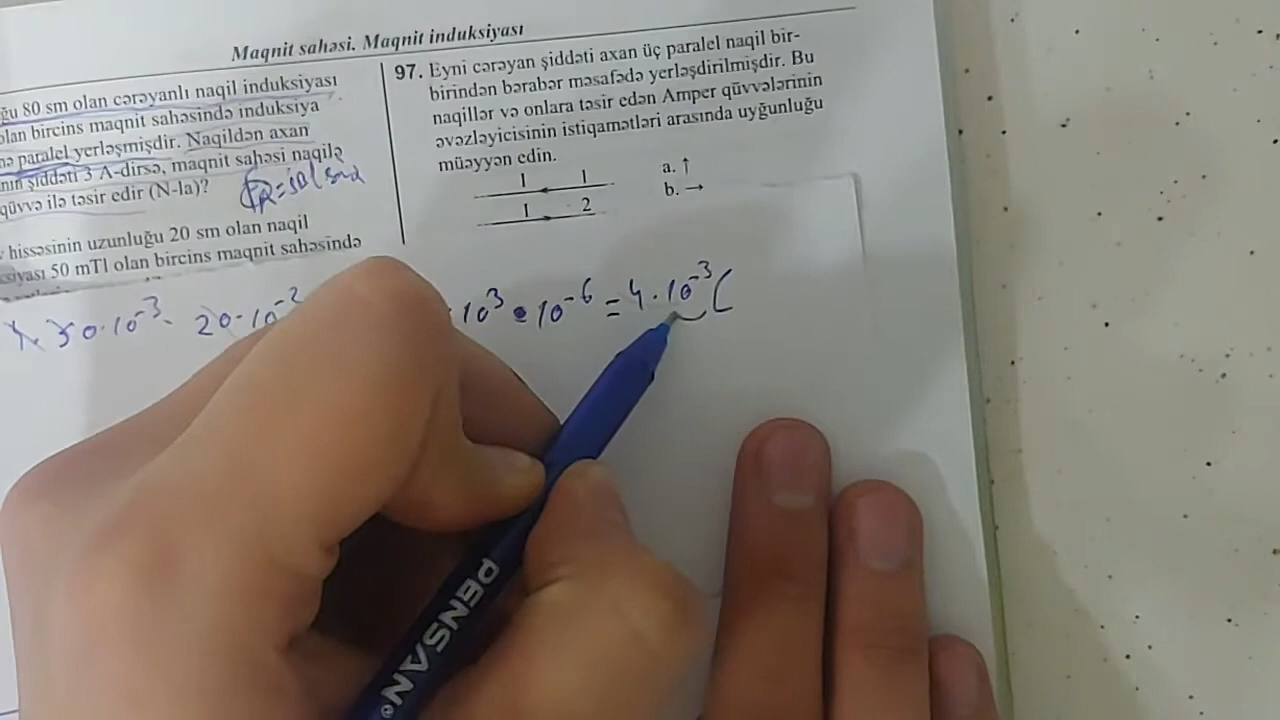 Maqnit sahəsi. Maqnit induksiyası
ğu 80 sm olan cərəyanlı naqil induksiyası
olan bircins maqnit sahəsində induksiya
nə paralel yerləşmişdir. Naqildən axan
nın şiddəti 3 A-dirsə, maqnit sahəsi naqilə
qüvvə ilə təsir edir (N-la)?
hissəsinin uzunluğu 20 sm olan naqil
ksiyası 50 mTl olan bircins maqnit sahəsində
97. Eyni cərəyan şiddəti axan üç paralel naqil bir-
birindən bərabər məsafədə yerləşdirilmişdir. Bu
naqillər və onlara təsir edən Amper qüvvələrinin
əvəzləyicisinin istiqamətləri arasında uyğunluğu
müəyyən edin.
I 1
I 2
a. ↑
b. →
50·10⁻³· 20·10⁻²
·10³ · 10⁻⁶ = 4·10⁻³(
PENSAN